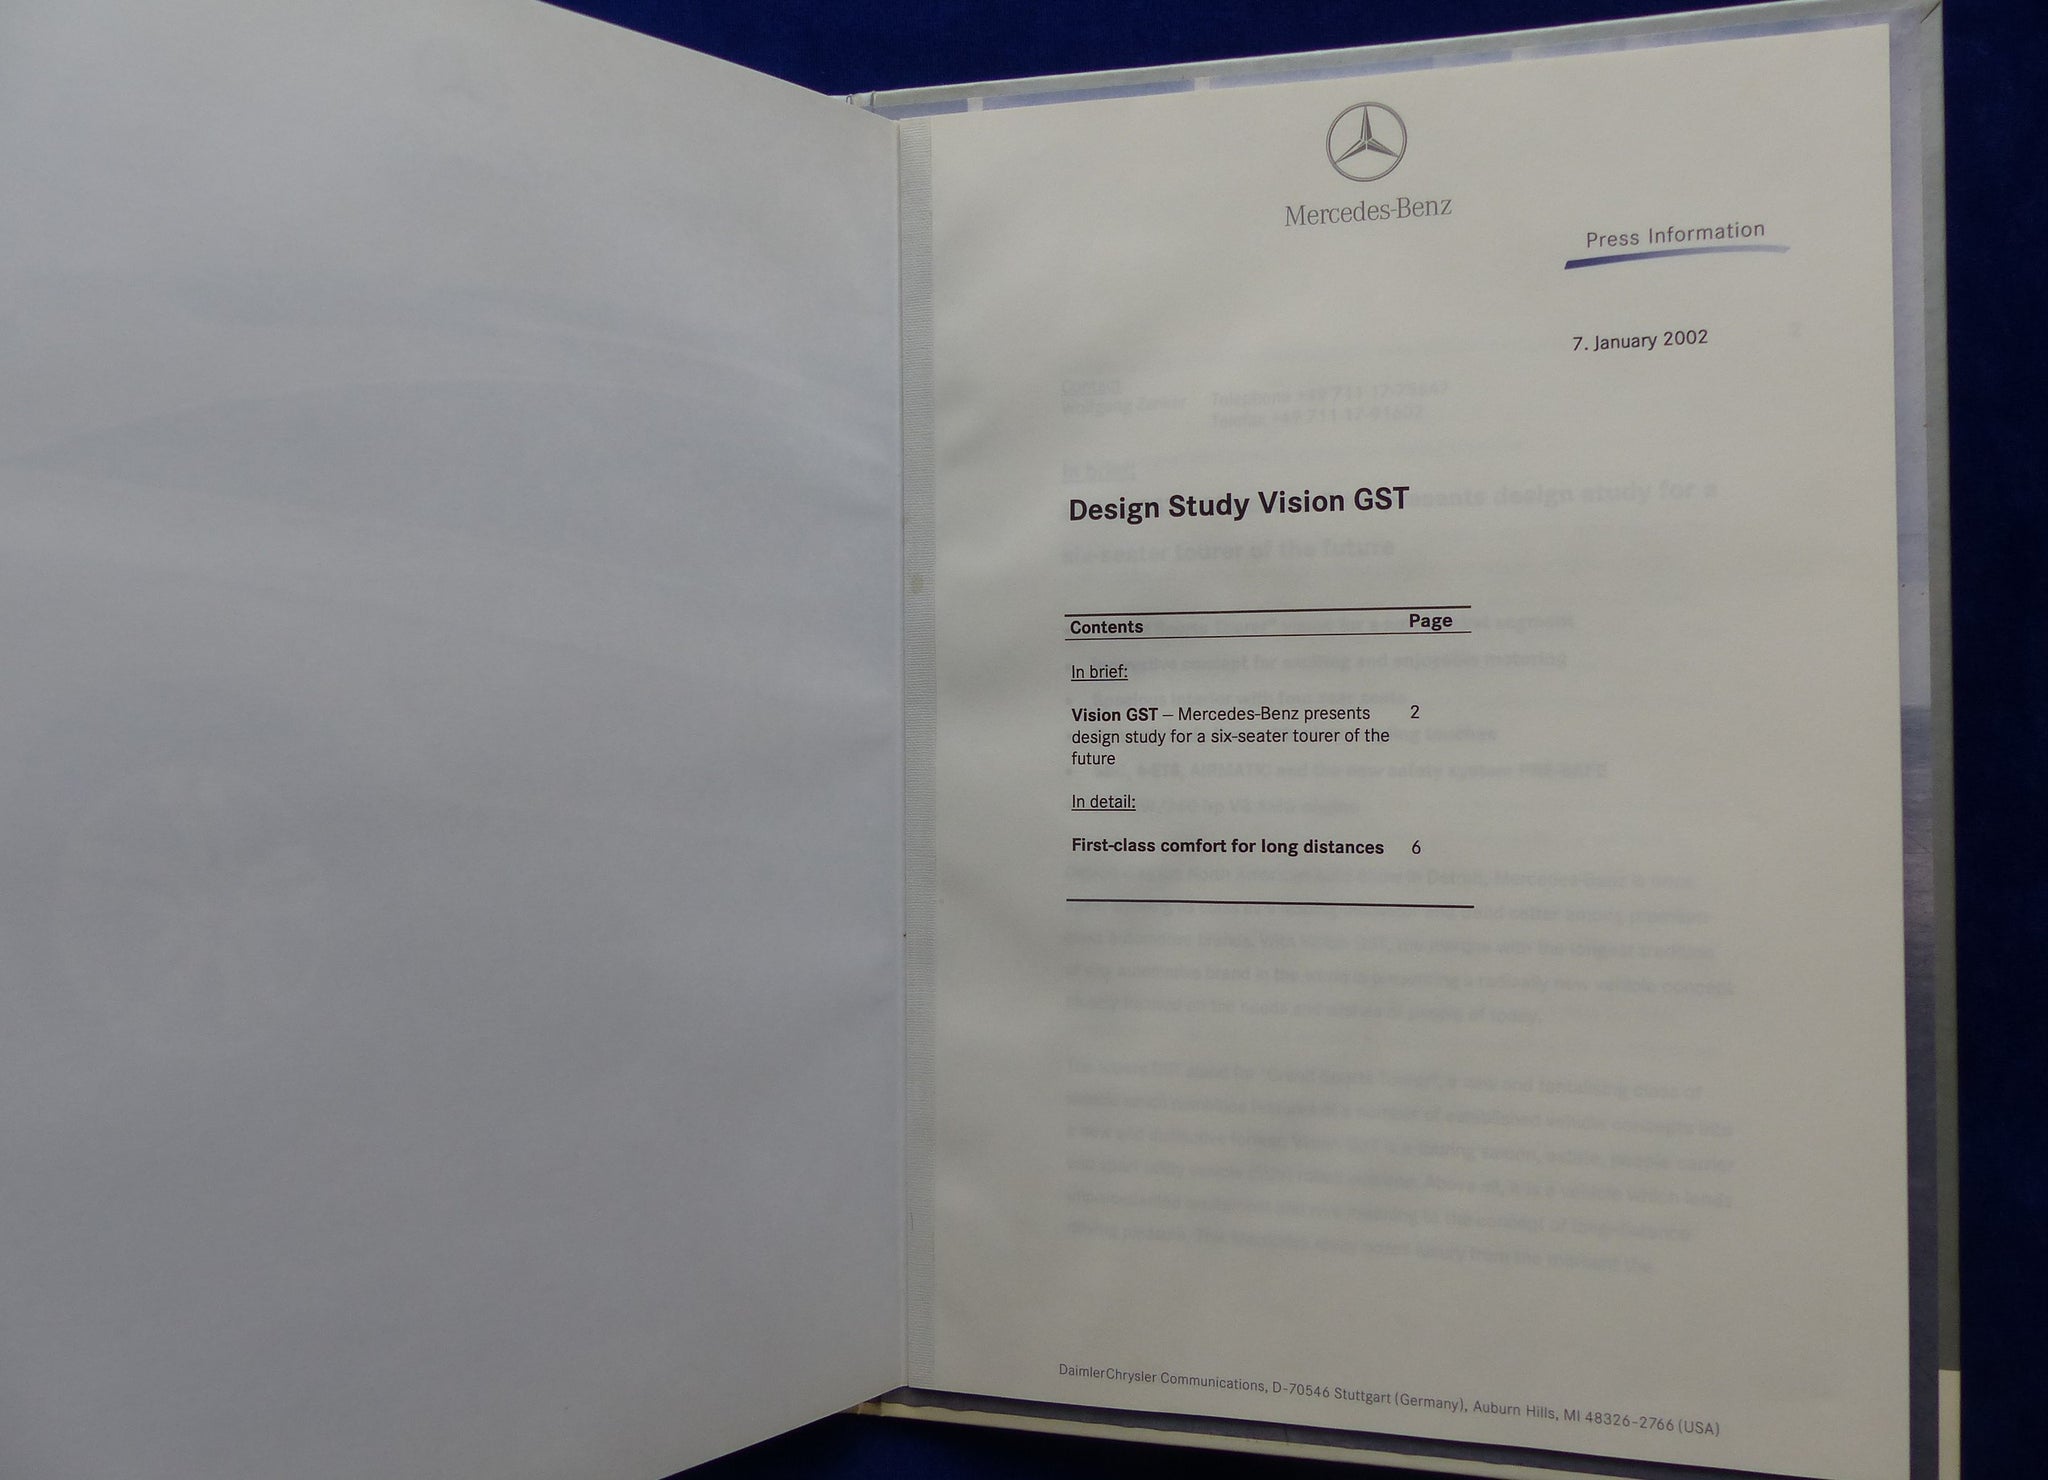 Mercedes-Benz
Press Information
7. January 2002
Design Study Vision GST
Contents Page
In brief:
Vision GST – Mercedes-Benz presents 2
design study for a six-seater tourer of the
future
In detail:
First-class comfort for long distances 6
DaimlerChrysler Communications, D-70546 Stuttgart (Germany), Auburn Hills, MI 48326-2766 (USA)